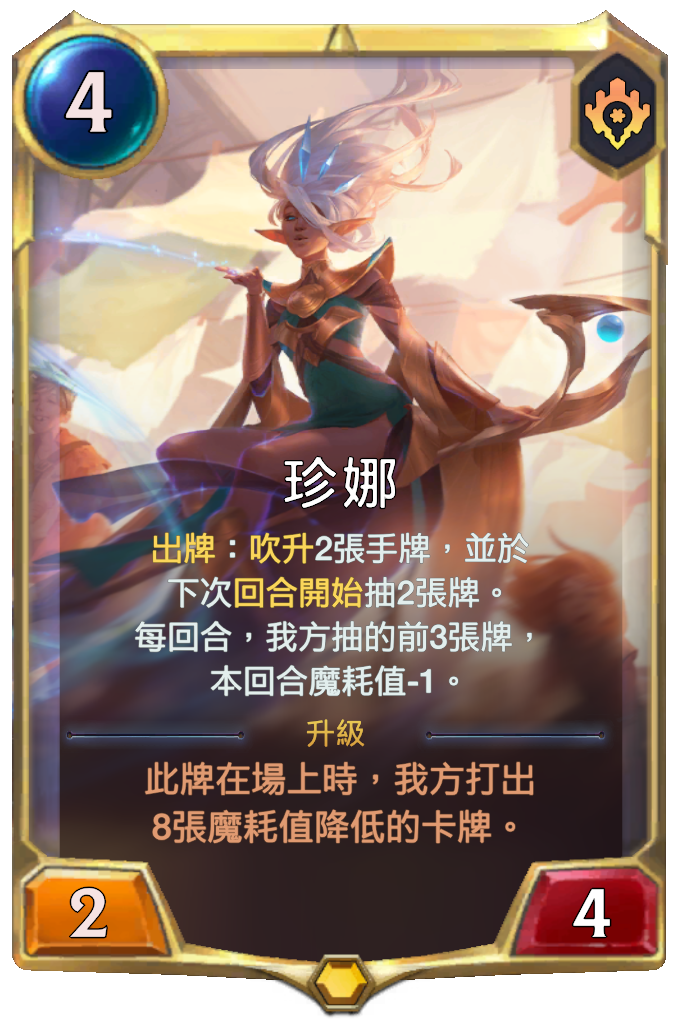 4
珍娜
出牌：吹升2張手牌，並於
下次回合開始抽2張牌。
每回合，我方抽的前3張牌，
本回合魔耗值-1。
升級
此牌在場上時，我方打出
8張魔耗值降低的卡牌。
2
4